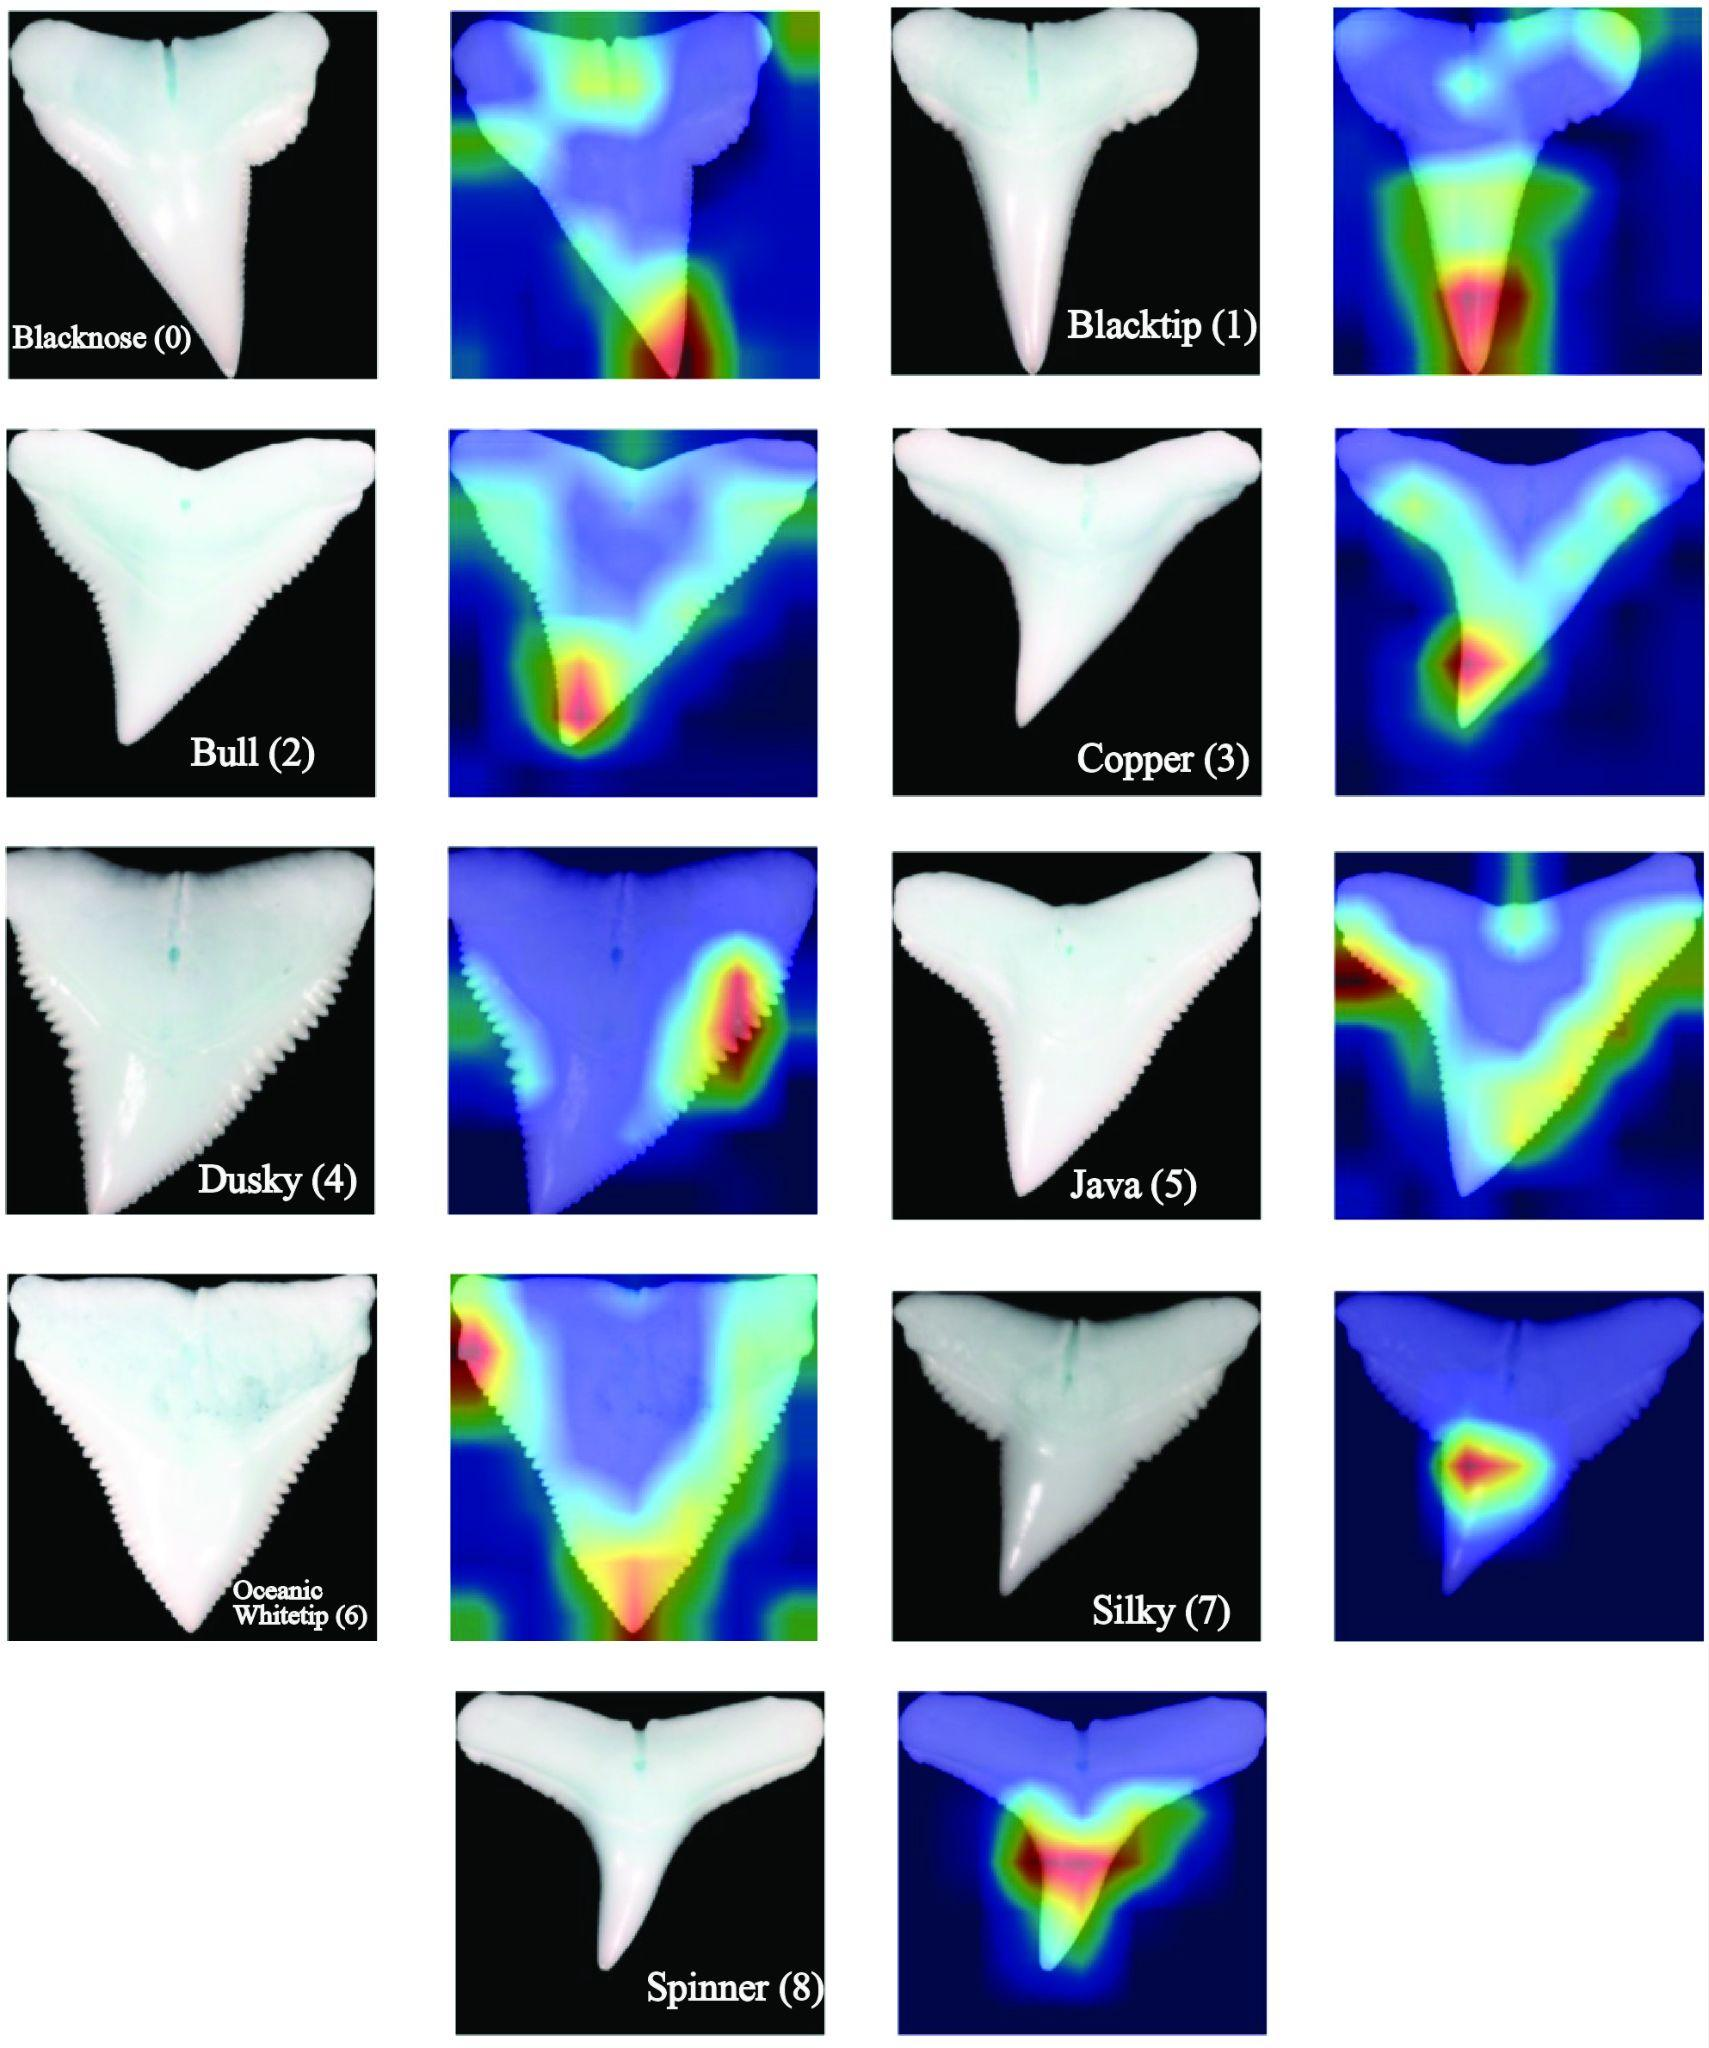 Blacknose (0)
Blacktip (1)
Bull (2)
Copper (3)
Dusky (4)
Java (5)
Oceanic
Whitetip (6)
Silky (7)
Spinner (8)